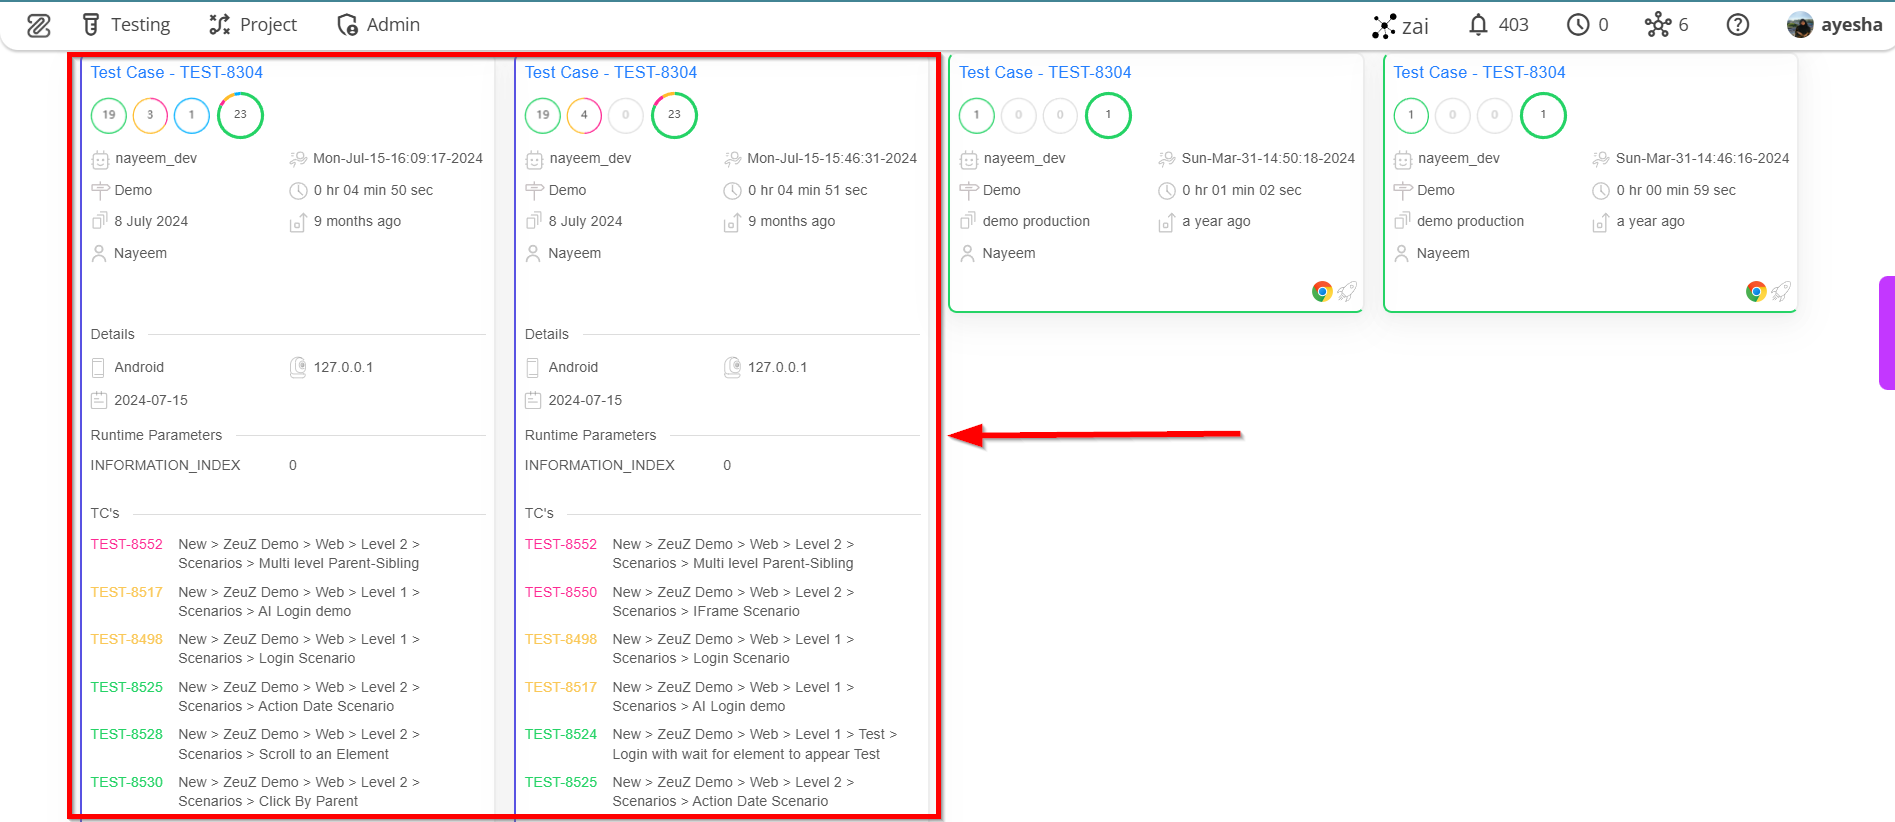 Testing Project Admin zai 403 0 6 ayesha
Test Case - TEST-8304
19 3 1 23
nayeem_dev Mon-Jul-15-16:09:17-2024
Demo 0 hr 04 min 50 sec
8 July 2024 9 months ago
Nayeem
Details
Android 127.0.0.1
2024-07-15
Runtime Parameters
INFORMATION_INDEX 0
TC's
TEST-8552 New > ZeuZ Demo > Web > Level 2 >
Scenarios > Multi level Parent-Sibling
TEST-8517 New > ZeuZ Demo > Web > Level 1 >
Scenarios > AI Login demo
TEST-8498 New > ZeuZ Demo > Web > Level 1 >
Scenarios > Login Scenario
TEST-8525 New > ZeuZ Demo > Web > Level 2 >
Scenarios > Action Date Scenario
TEST-8528 New > ZeuZ Demo > Web > Level 2 >
Scenarios > Scroll to an Element
TEST-8530 New > ZeuZ Demo > Web > Level 2 >
Scenarios > Click By Parent
Test Case - TEST-8304
19 4 0 23
nayeem_dev Mon-Jul-15-15:46:31-2024
Demo 0 hr 04 min 51 sec
8 July 2024 9 months ago
Nayeem
Details
Android 127.0.0.1
2024-07-15
Runtime Parameters
INFORMATION_INDEX 0
TC's
TEST-8552 New > ZeuZ Demo > Web > Level 2 >
Scenarios > Multi level Parent-Sibling
TEST-8550 New > ZeuZ Demo > Web > Level 2 >
Scenarios > IFrame Scenario
TEST-8498 New > ZeuZ Demo > Web > Level 1 >
Scenarios > Login Scenario
TEST-8517 New > ZeuZ Demo > Web > Level 1 >
Scenarios > AI Login demo
TEST-8524 New > ZeuZ Demo > Web > Level 1 > Test >
Login with wait for element to appear Test
TEST-8525 New > ZeuZ Demo > Web > Level 2 >
Scenarios > Action Date Scenario
Test Case - TEST-8304
1 0 0 1
nayeem_dev Sun-Mar-31-14:50:18-2024
Demo 0 hr 01 min 02 sec
demo production a year ago
Nayeem
Test Case - TEST-8304
1 0 0 1
nayeem_dev Sun-Mar-31-14:46:16-2024
Demo 0 hr 00 min 59 sec
demo production a year ago
Nayeem